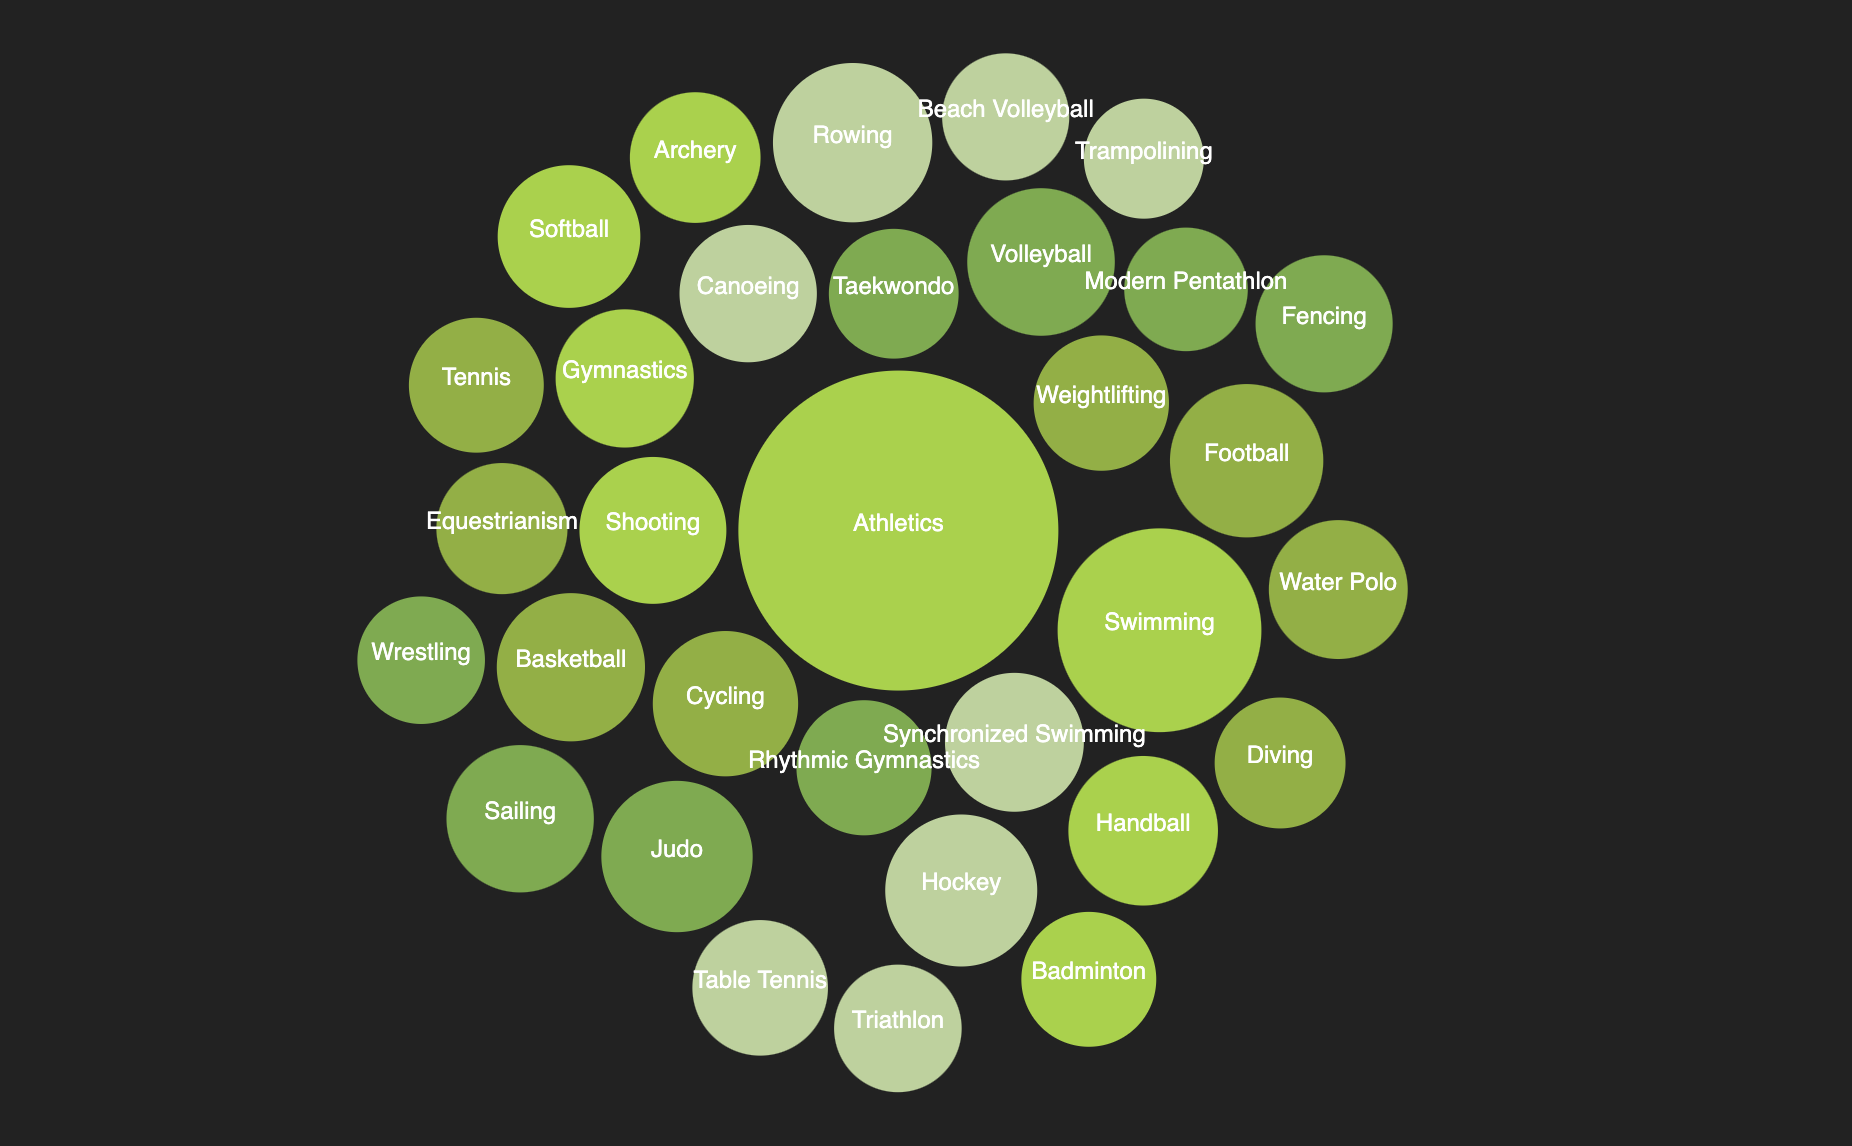 Beach Volleyball
Rowing
Archery
Trampolining
Softball
Volleyball
Modern Pentathlon
Canoeing
Taekwondo
Fencing
Gymnastics
Tennis
Weightlifting
Football
Equestrianism
Shooting
Athletics
Water Polo
Swimming
Wrestling
Basketball
Cycling
Synchronized Swimming
Rhythmic Gymnastics
Diving
Sailing
Handball
Judo
Hockey
Badminton
Table Tennis
Triathlon